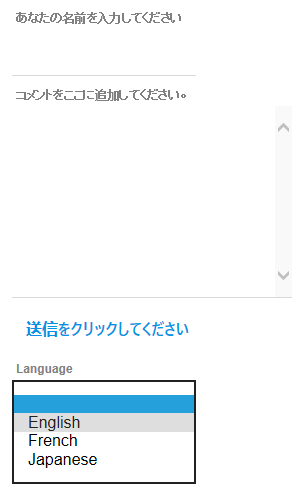 あなたの名前を入力してください
コメントをここに追加してください。
送信をクリックしてください
Language
English
French
Japanese